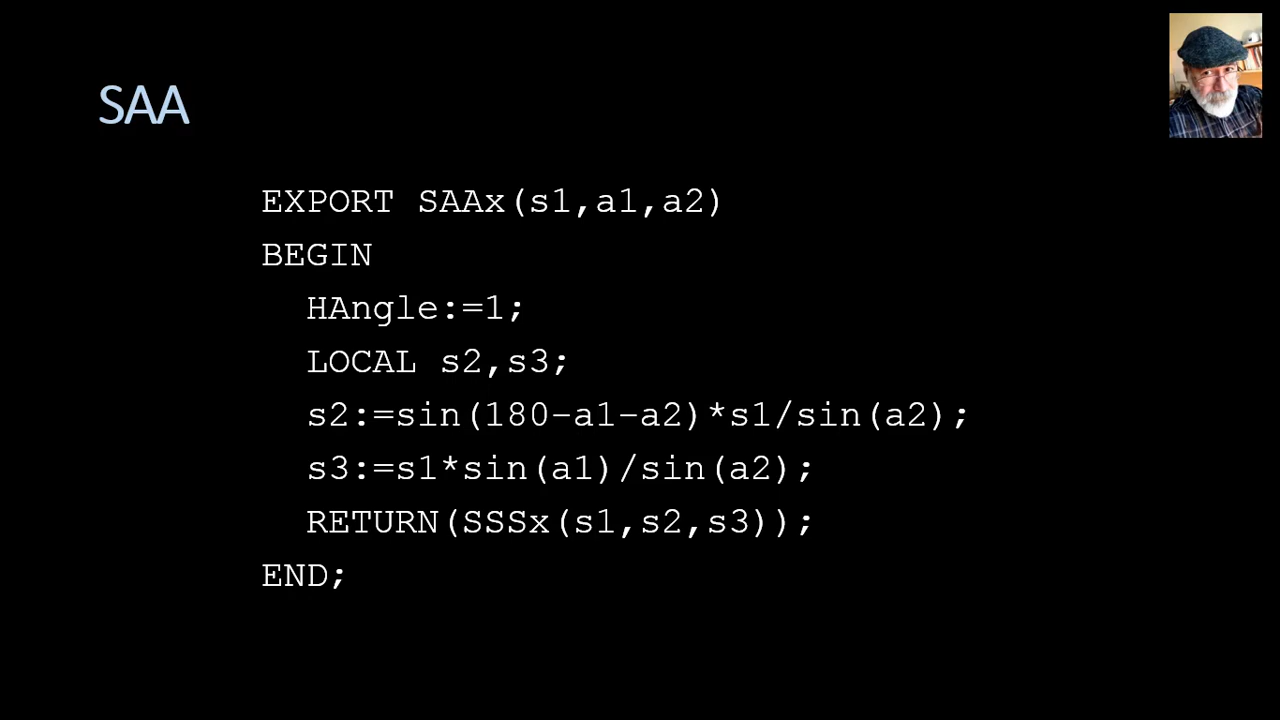 SAA
EXPORT SAAx(s1,a1,a2)
BEGIN
HAngle:=1;
LOCAL s2,s3;
s2:=sin(180-a1-a2)*s1/sin(a2);
s3:=s1*sin(a1)/sin(a2);
RETURN(SSSx(s1,s2,s3));
END;